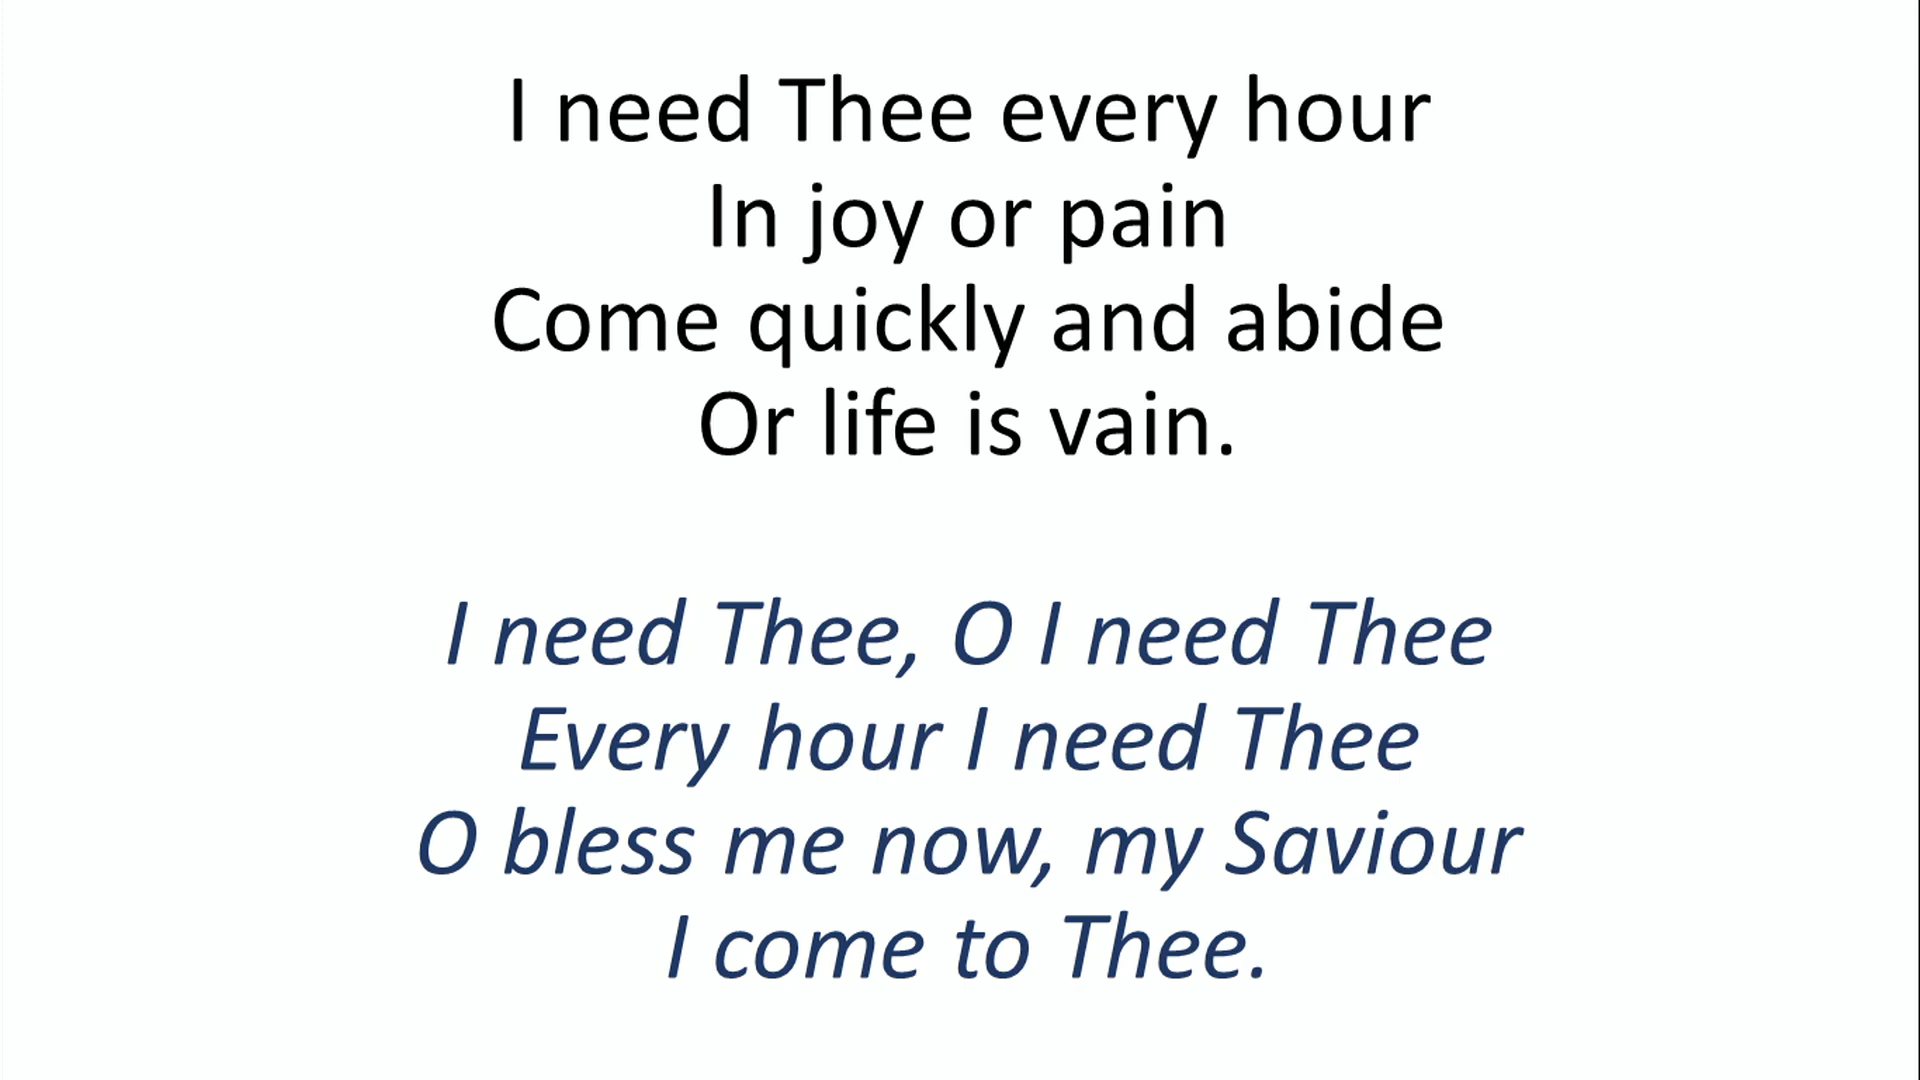 I need Thee every hour
In joy or pain
Come quickly and abide
Or life is vain.
I need Thee, O I need Thee
Every hour I need Thee
O bless me now, my Saviour
I come to Thee.